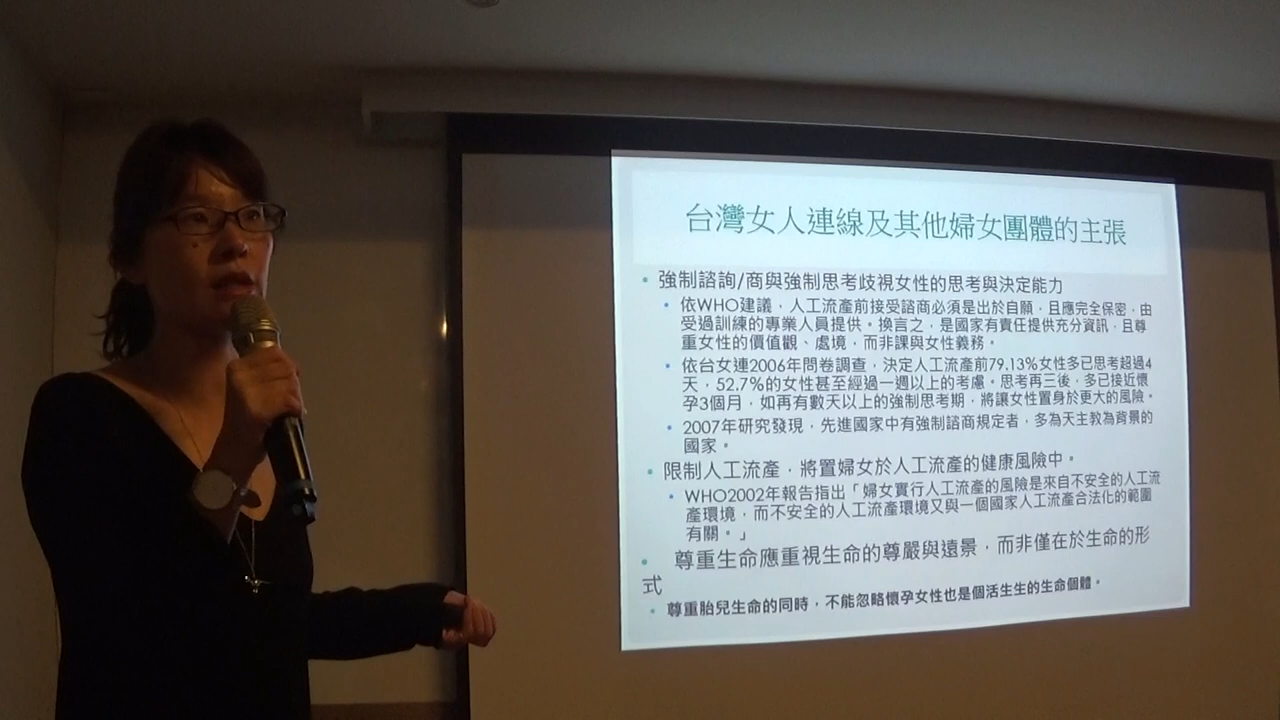 台灣女人連線及其他婦女團體的主張
• 強制諮詢/商與強制思考歧視女性的思考與決定能力
• 依WHO建議，人工流產前接受諮商必須是出於自願，且應完全保密，由
受過訓練的專業人員提供。換言之，是國家有責任提供充分資訊，且尊
重女性的價值觀、處境，而非課與女性義務。
• 依台女連2006年問卷調查，決定人工流產前79.13%女性多已思考超過4
天，52.7%的女性甚至經過一週以上的考慮。思考再三後，多已接近懷
孕3個月，如再有數天以上的強制思考期，將讓女性置身於更大的風險。
• 2007年研究發現，先進國家中有強制諮商規定者，多為天主教為背景的
國家。
• 限制人工流產，將置婦女於人工流產的健康風險中。
• WHO2002年報告指出「婦女實行人工流產的風險是來自不安全的人工流
產環境，而不安全的人工流產環境又與一個國家人工流產合法化的範圍
有關。」
• 尊重生命應重視生命的尊嚴與遠景，而非僅在於生命的形
式
• 尊重胎兒生命的同時，不能忽略懷孕女性也是個活生生的生命個體。